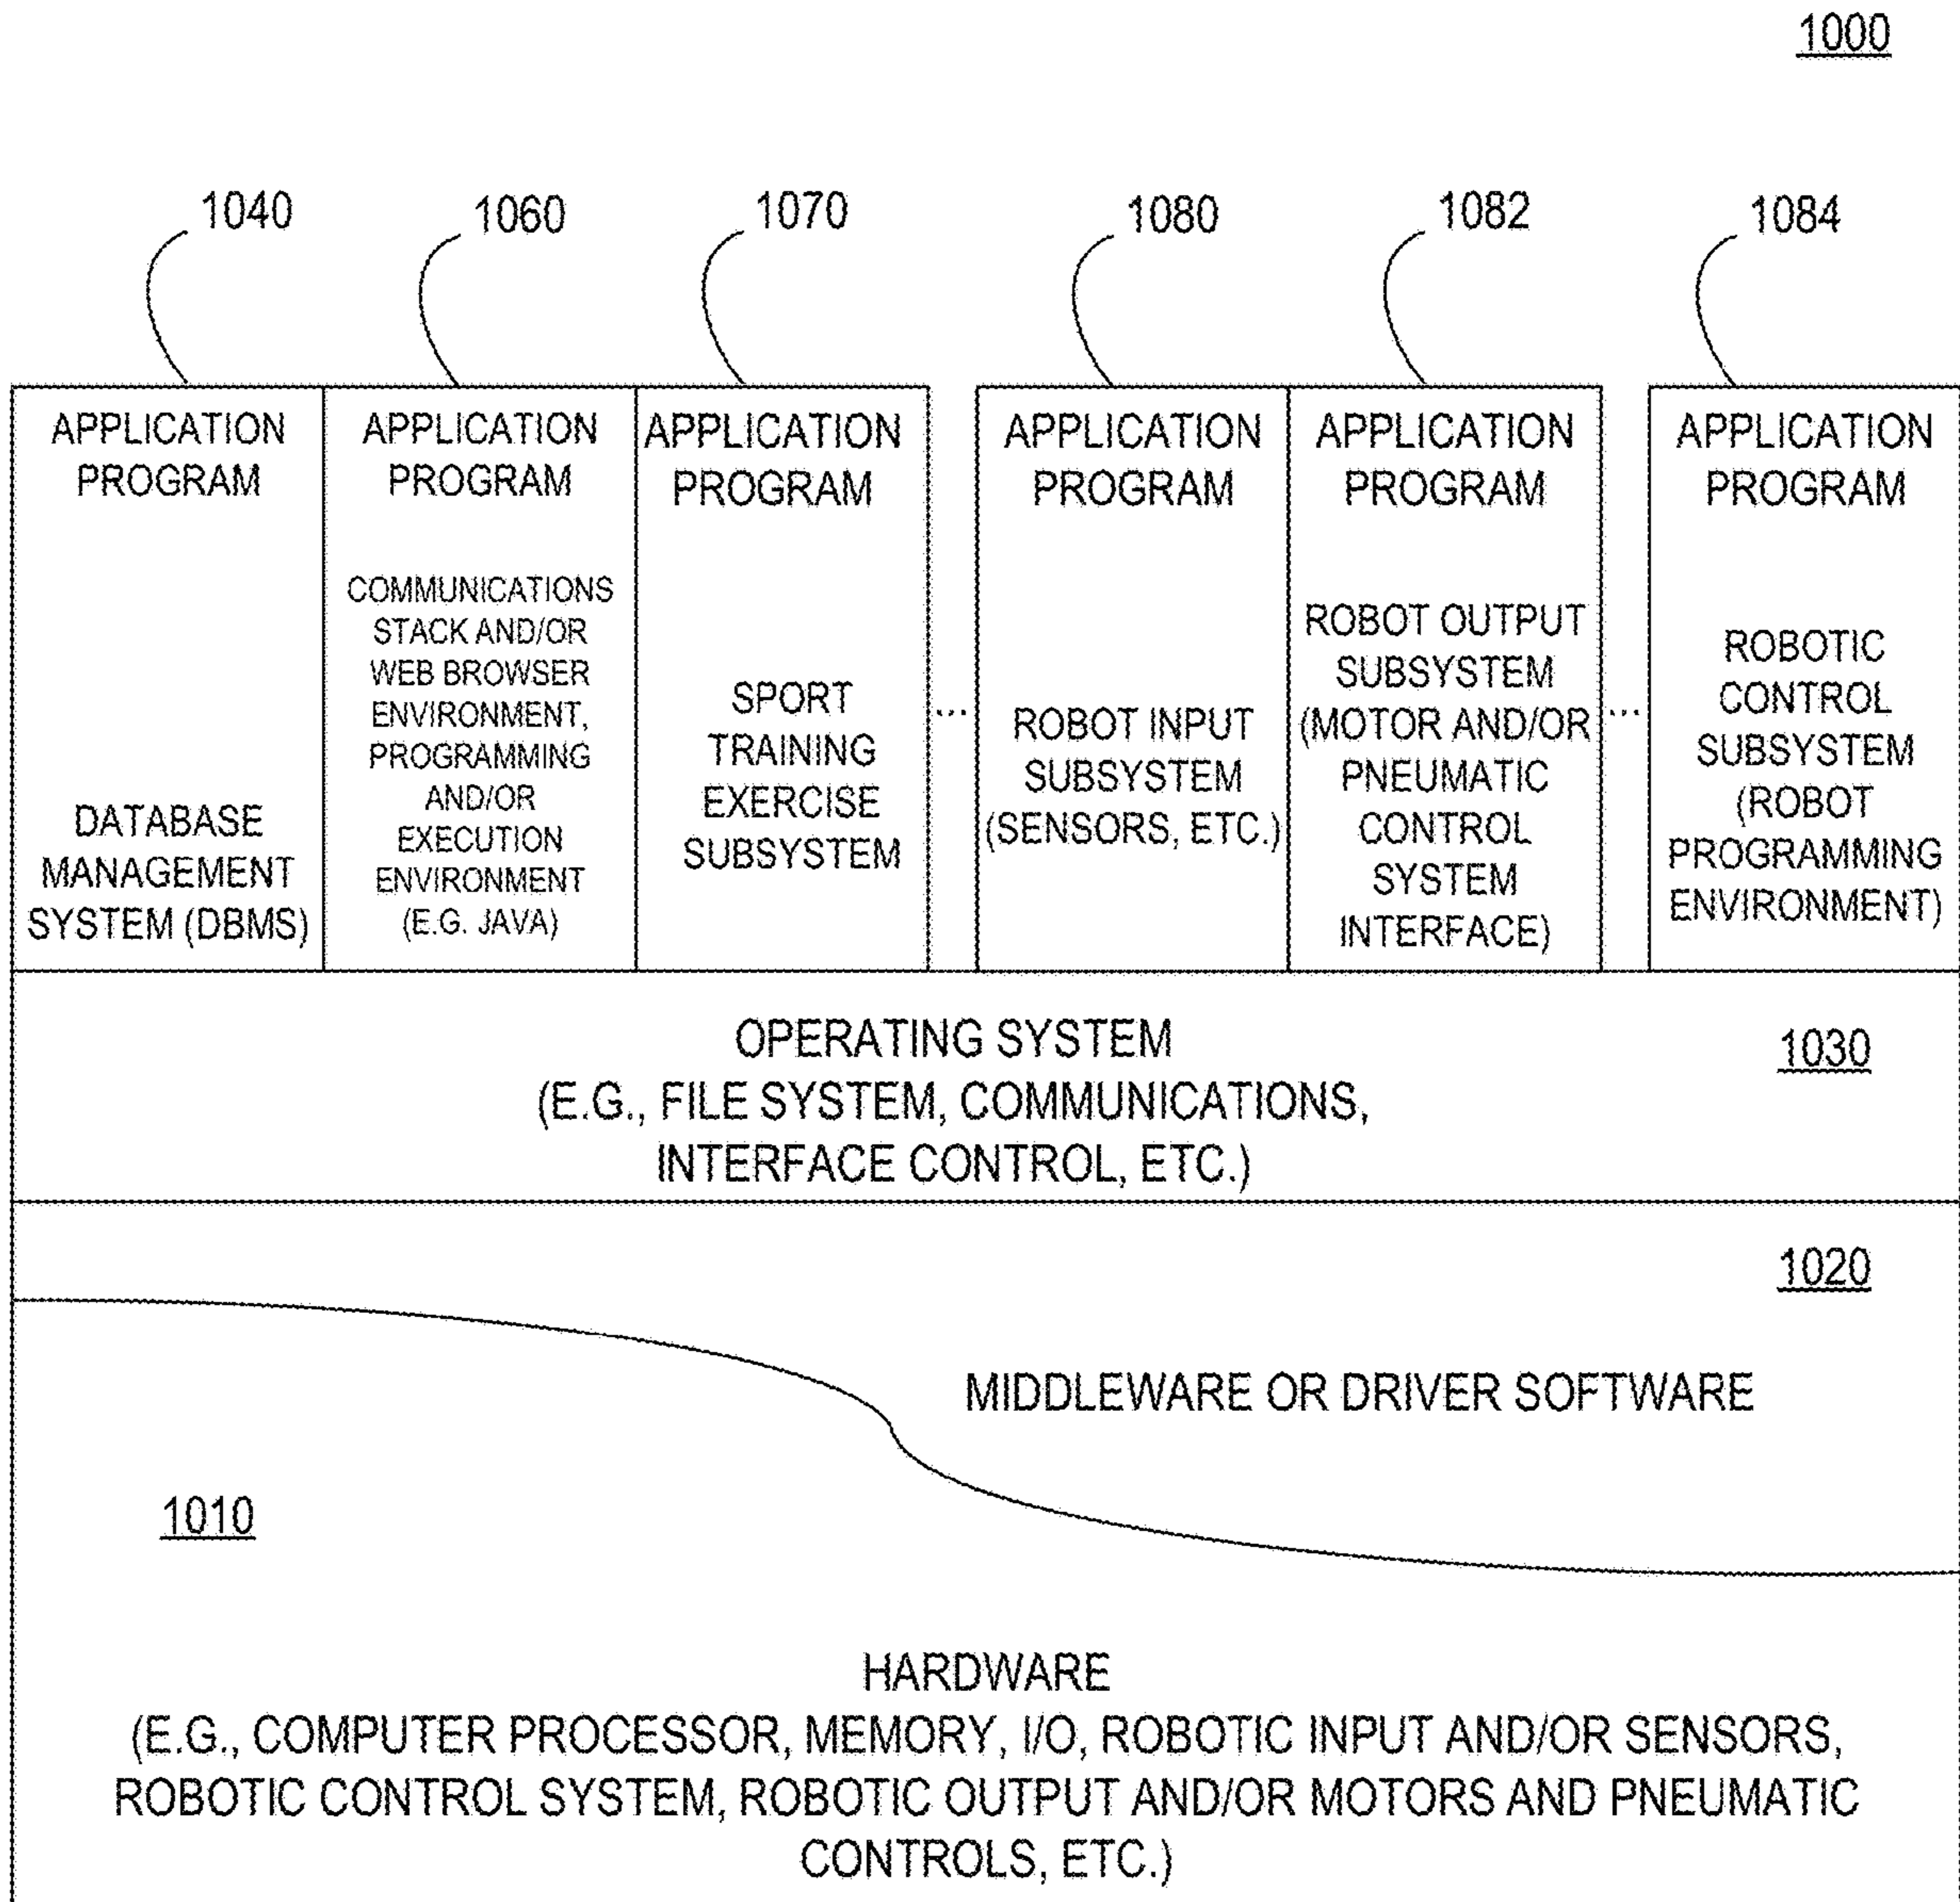 1000
1040
1060
1070
1080
1082
1084
APPLICATION
PROGRAM
DATABASE
MANAGEMENT
SYSTEM (DBMS)
APPLICATION
PROGRAM
COMMUNICATIONS
STACK AND/OR
WEB BROWSER
ENVIRONMENT,
PROGRAMMING
AND/OR
EXECUTION
ENVIRONMENT
(E.G. JAVA)
APPLICATION
PROGRAM
SPORT
TRAINING
EXERCISE
SUBSYSTEM
...
APPLICATION
PROGRAM
ROBOT INPUT
SUBSYSTEM
(SENSORS, ETC.)
APPLICATION
PROGRAM
ROBOT OUTPUT
SUBSYSTEM
(MOTOR AND/OR
PNEUMATIC
CONTROL
SYSTEM
INTERFACE)
...
APPLICATION
PROGRAM
ROBOTIC
CONTROL
SUBSYSTEM
(ROBOT
PROGRAMMING
ENVIRONMENT)
OPERATING SYSTEM
(E.G., FILE SYSTEM, COMMUNICATIONS,
INTERFACE CONTROL, ETC.)
1030
1020
MIDDLEWARE OR DRIVER SOFTWARE
1010
HARDWARE
(E.G., COMPUTER PROCESSOR, MEMORY, I/O, ROBOTIC INPUT AND/OR SENSORS,
ROBOTIC CONTROL SYSTEM, ROBOTIC OUTPUT AND/OR MOTORS AND PNEUMATIC
CONTROLS, ETC.)